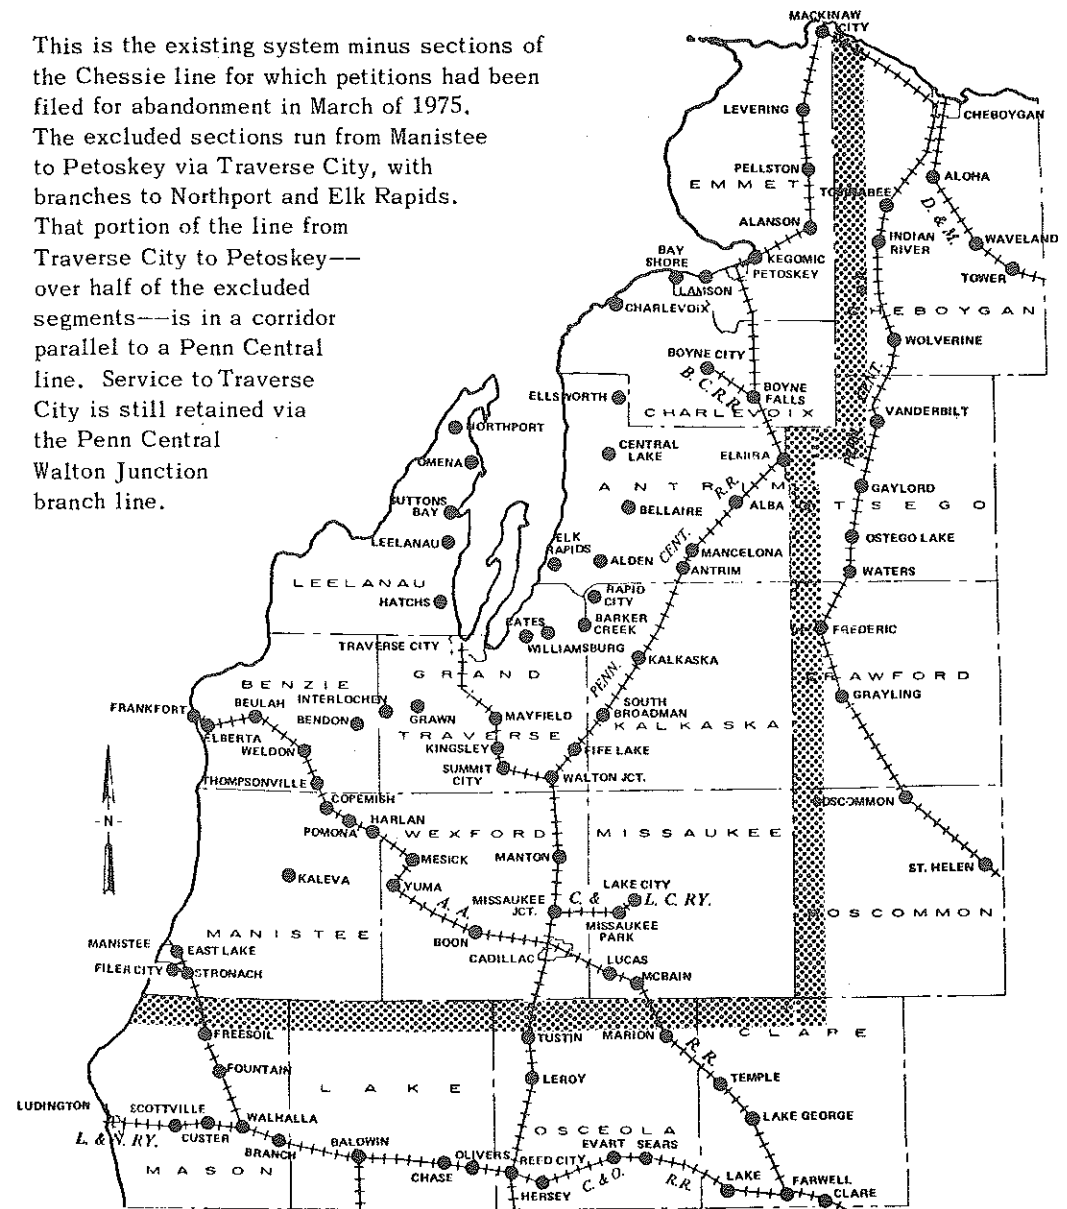 This is the existing system minus sections of
the Chessie line for which petitions had been
filed for abandonment in March of 1975.
The excluded sections run from Manistee
to Petoskey via Traverse City, with
branches to Northport and Elk Rapids.
That portion of the line from
Traverse City to Petoskey--
over half of the excluded
segments--is in a corridor
parallel to a Penn Central
line. Service to Traverse
City is still retained via
the Penn Central
Walton Junction
branch line.
MACKINAW
CITY
LEVERING
CHEBOYGAN
PELLSTON
ALOHA
EMMET
ALANSON
D. & M.
INDIAN
RIVER
WAVELAND
BAY
SHORE
KEGOMIC
PETOSKEY
TOWER
LAMSON
CHARLEVOIX
CHEBOYGAN
WOLVERINE
BOYNE CITY
B. C. R.R.
BOYNE
FALLS
PENN. CENT.
ELLSWORTH
CHARLEVOIX
VANDERBILT
NORTHPORT
CENTRAL
LAKE
ELMIRA
OMENA
ANTRIM
R.R.
GAYLORD
SUTTONS
BAY
BELLAIRE
ALBA
OTSEGO
LEELANAU
ELK
RAPIDS
ALDEN
CENT.
MANCELONA
OSTEGO LAKE
ANTRIM
WATERS
LEELANAU
HATCHS
RAPID
CITY
BARKER
CREEK
BATES
WILLIAMSBURG
FREDERIC
TRAVERSE CITY
KALKASKA
GRAND
PENN.
CRAWFORD
BENZIE
INTERLOCHEN
GRAYLING
FRANKFORT
BEULAH
BENDON
GRAWN
MAYFIELD
SOUTH
BROADMAN
KALKASKA
ELBERTA
WELDON
TRAVERSE
KINGSLEY
FIFE LAKE
SUMMIT
CITY
WALTON JCT.
THOMPSONVILLE
COPEMISH
ROSCOMMON
-N-
POMONA
HARLAN
WEXFORD
MISSAUKEE
MESICK
MANTON
ST. HELEN
KALEVA
YUMA
A. A.
MISSAUKEE
JCT.
C. &
LAKE CITY
L. C. RY.
MISSAUKEE
PARK
ROSCOMMON
MANISTEE
MANISTEE
EAST LAKE
BOON
CADILLAC
LUCAS
FILER CITY
STRONACH
MCBAIN
FREESOIL
TUSTIN
MARION
CLARE
R. R.
FOUNTAIN
LEROY
TEMPLE
LAKE
LUDINGTON
SCOTTVILLE
WALHALLA
LAKE GEORGE
L. & N. RY.
CUSTER
OSCEOLA
BRANCH
BALDWIN
EVART
SEARS
MASON
CHASE
OLIVERS
REED CITY
HERSEY
C. & O.
R.R.
LAKE
FARWELL
CLARE